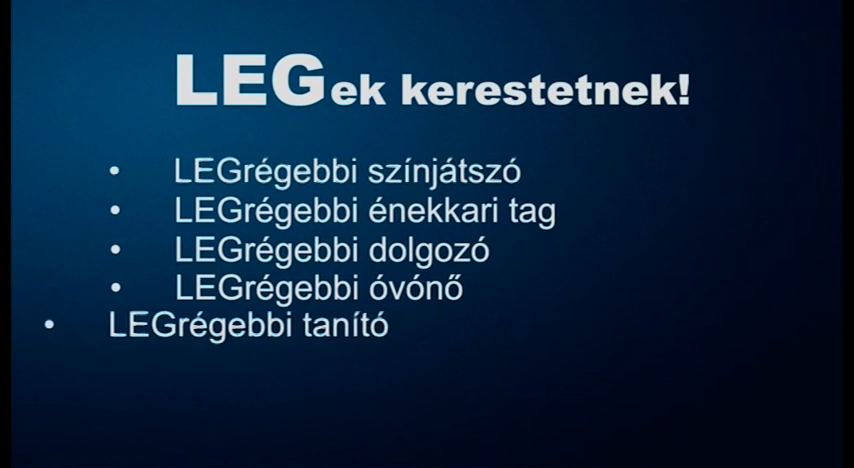 LEGek kerestetnek!
• LEGrégebbi színjátszó
• LEGrégebbi énekkari tag
• LEGrégebbi dolgozó
• LEGrégebbi óvónő
• LEGrégebbi tanító